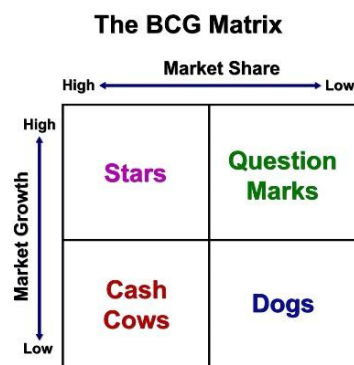 The BCG Matrix
Market Share
High
Low
High
Market Growth
Low
Stars
Question
Marks
Cash
Cows
Dogs